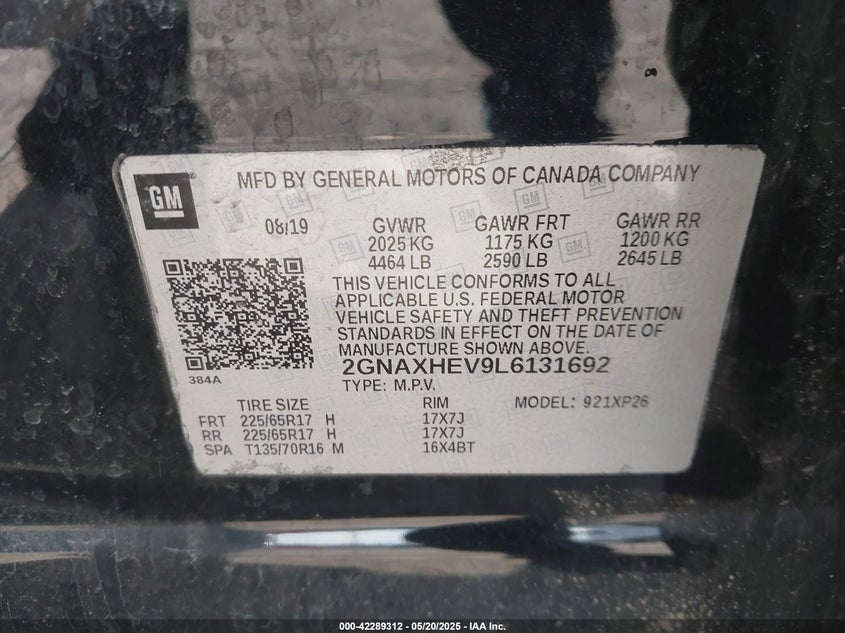 GM
MFD BY GENERAL MOTORS OF CANADA COMPANY
08/19 GVWR GAWR FRT GAWR RR
2025 KG 1175 KG 1200 KG
4464 LB 2590 LB 2645 LB
THIS VEHICLE CONFORMS TO ALL
APPLICABLE U.S. FEDERAL MOTOR
VEHICLE SAFETY AND THEFT PREVENTION
STANDARDS IN EFFECT ON THE DATE OF
MANUFACTURE SHOWN ABOVE.
2GNAXHEV9L6131692
384A
TYPE: M.P.V.
TIRE SIZE RIM MODEL: 921XP26
FRT 225/65R17 H 17X7J
RR 225/65R17 H 17X7J
SPA T135/70R16 M 16X4BT
000-42289312 - 05/20/2025 - IAA Inc.